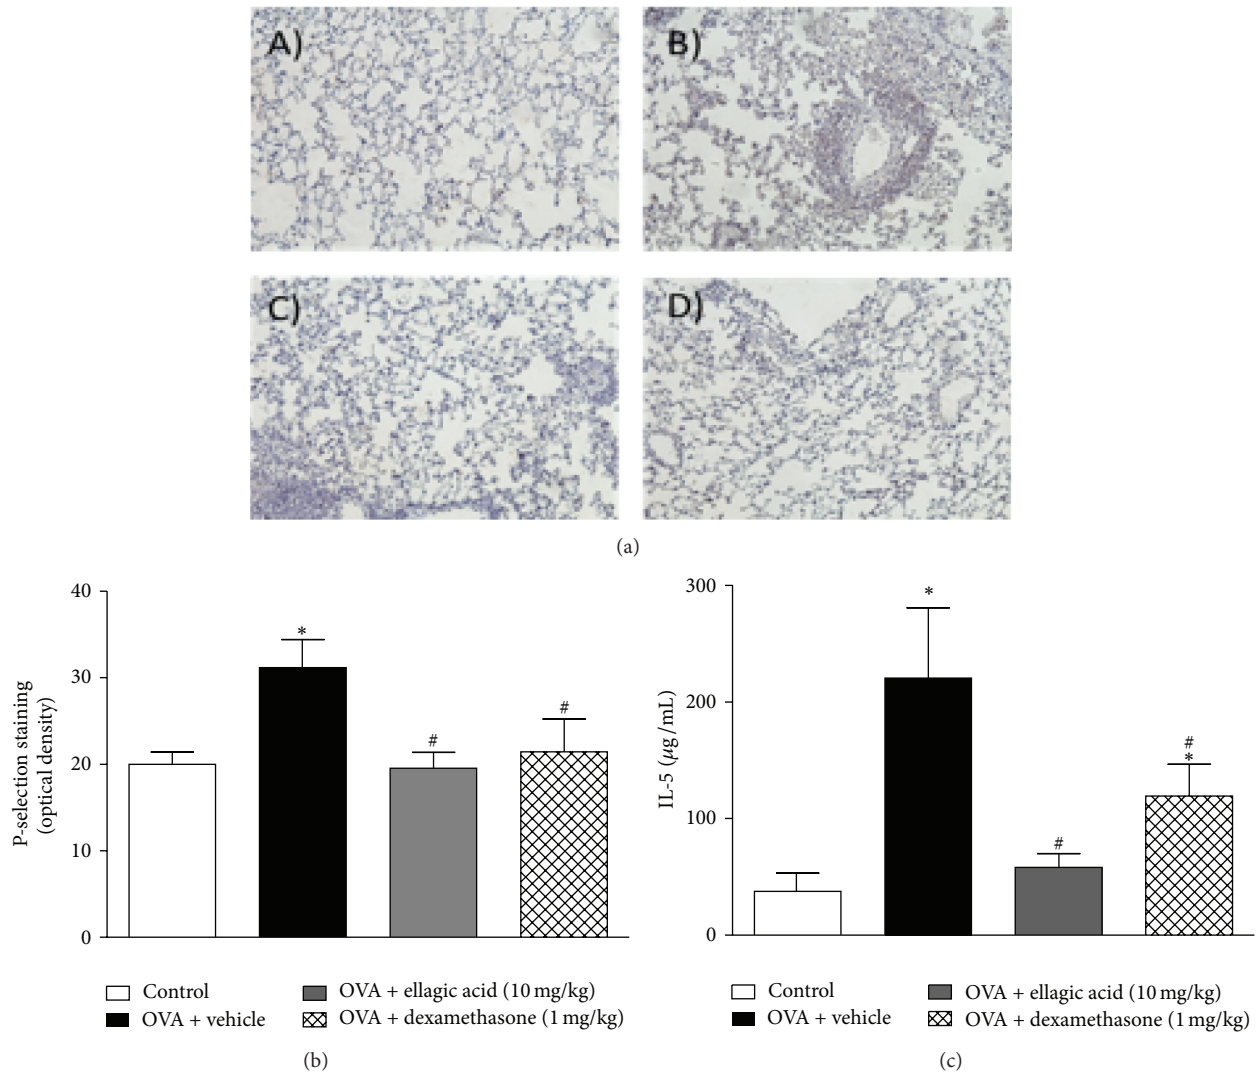 A)
B)
C)
D)
(a)
40
30
20
10
0
P-selection staining
(optical density)
*
#
#
Control
OVA + vehicle
OVA + ellagic acid (10 mg/kg)
OVA + dexamethasone (1 mg/kg)
(b)
300
200
100
0
IL-5 (μg/mL)
*
#
#
*
Control
OVA + vehicle
OVA + ellagic acid (10 mg/kg)
OVA + dexamethasone (1 mg/kg)
(c)